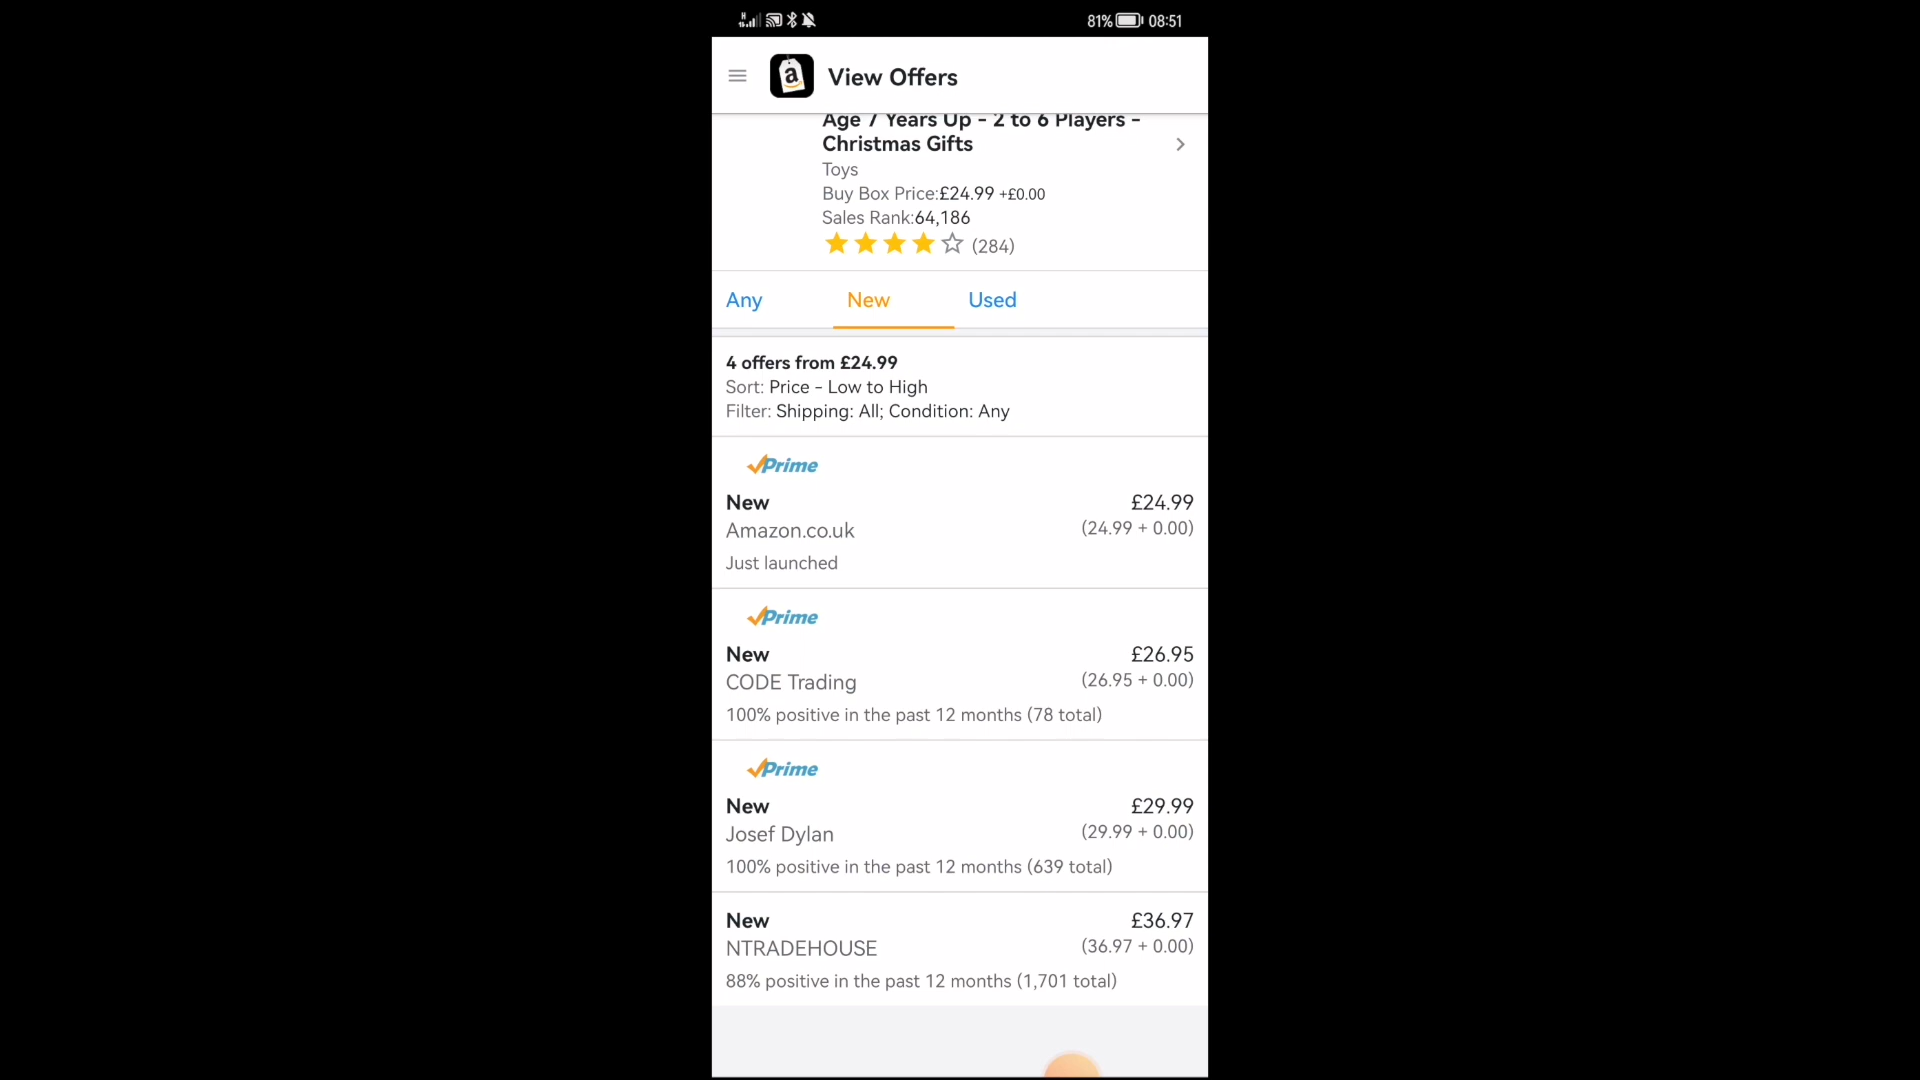 81% 08:51
View Offers
Age 7 Years Up - 2 to 6 Players -
Christmas Gifts
Toys
Buy Box Price:£24.99 +£0.00
Sales Rank:64,186
(284)
Any New Used
4 offers from £24.99
Sort: Price - Low to High
Filter: Shipping: All; Condition: Any
Prime
New £24.99
Amazon.co.uk (24.99 + 0.00)
Just launched
Prime
New £26.95
CODE Trading (26.95 + 0.00)
100% positive in the past 12 months (78 total)
Prime
New £29.99
Josef Dylan (29.99 + 0.00)
100% positive in the past 12 months (639 total)
New £36.97
NTRADEHOUSE (36.97 + 0.00)
88% positive in the past 12 months (1,701 total)